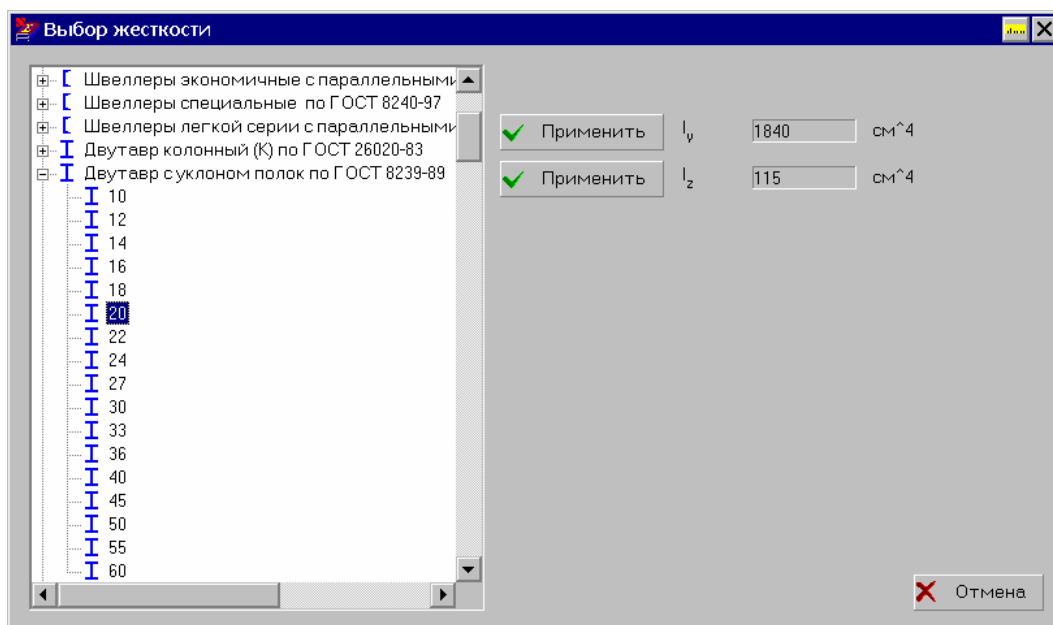 Выбор жесткости
Швеллеры экономичные с параллельными
Швеллеры специальные по ГОСТ 8240-97
Швеллеры легкой серии с параллельными
Двутавр колонный (К) по ГОСТ 26020-83
Двутавр с уклоном полок по ГОСТ 8239-89
10
12
14
16
18
20
22
24
27
30
33
36
40
45
50
55
60
Применить Iy 1840 см^4
Применить Iz 115 см^4
Отмена